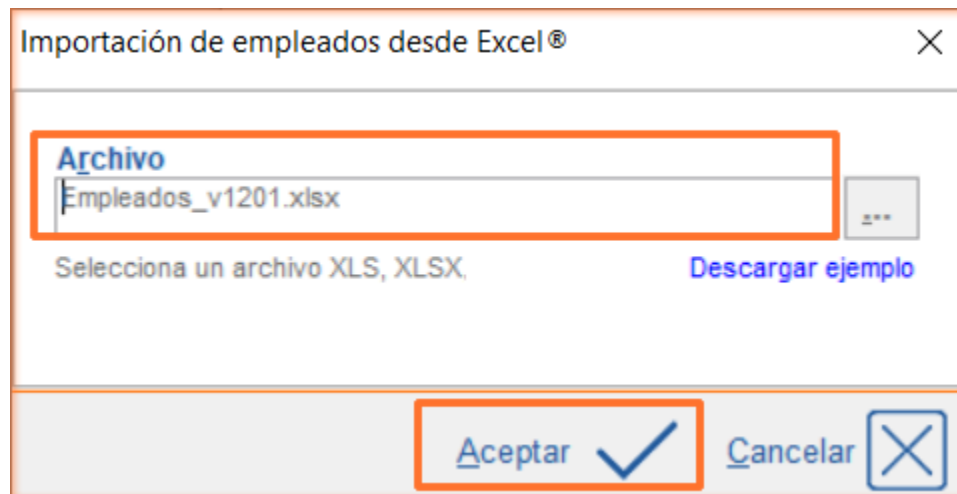 Importación de empleados desde Excel®
Archivo
Empleados_v1201.xlsx
...
Selecciona un archivo XLS, XLSX,
Descargar ejemplo
Aceptar
Cancelar